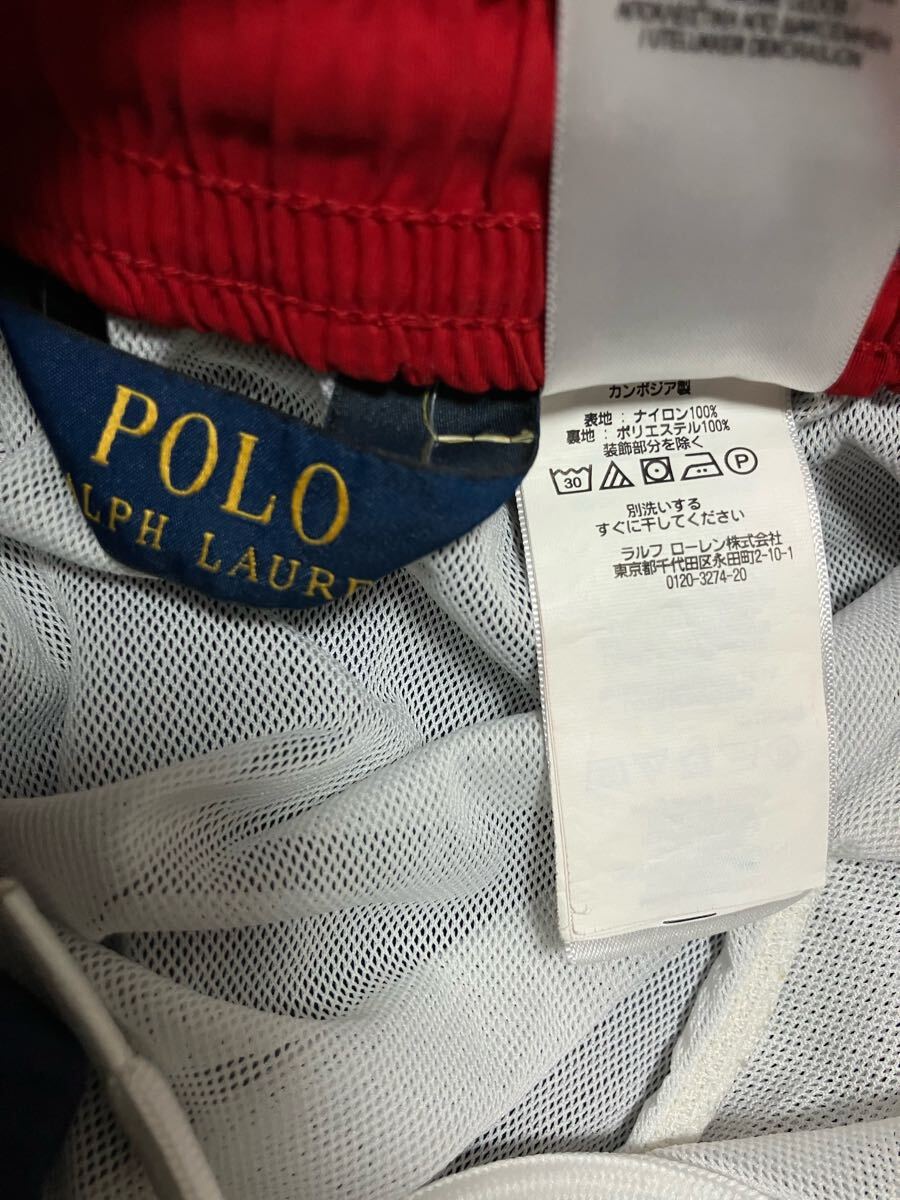 POLO
LPH LAURE
カンボジア製
表地 : ナイロン100%
裏地 : ポリエステル100%
装飾部分を除く
30 P
別洗いする
すぐに干してください
ラルフ ローレン株式会社
東京都千代田区永田町2-10-1
0120-3274-20